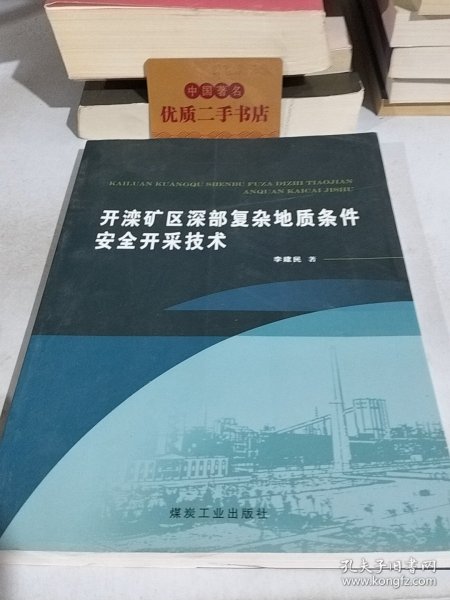 中国著名
优质二手书店
KAILUAN KUANGQU SHENBU FUZA DIZHI TIAOJIAN
ANQUAN KAICAI JISHU
开滦矿区深部复杂地质条件
安全开采技术
李建民 著
煤炭工业出版社
孔夫子旧书网
www.kongfz.com